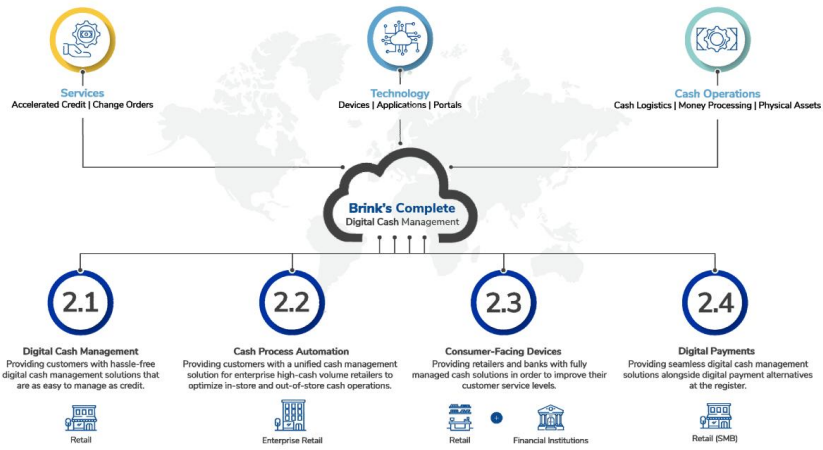 Services
Accelerated Credit | Change Orders
Technology
Devices | Applications | Portals
Cash Operations
Cash Logistics | Money Processing | Physical Assets
Brink's Complete
Digital Cash Management
2.1
Digital Cash Management
Providing customers with hassle-free
digital cash management solutions that
are as easy to manage as credit.
Retail
2.2
Cash Process Automation
Providing customers with a unified cash management
solution for enterprise high-cash volume retailers to
optimize in-store and out-of-store cash operations.
Enterprise Retail
2.3
Consumer-Facing Devices
Providing retailers and banks with fully
managed cash solutions in order to improve their
customer service levels.
Retail
Financial Institutions
2.4
Digital Payments
Providing seamless digital cash management
solutions alongside digital payment alternatives
at the register.
Retail (SMB)